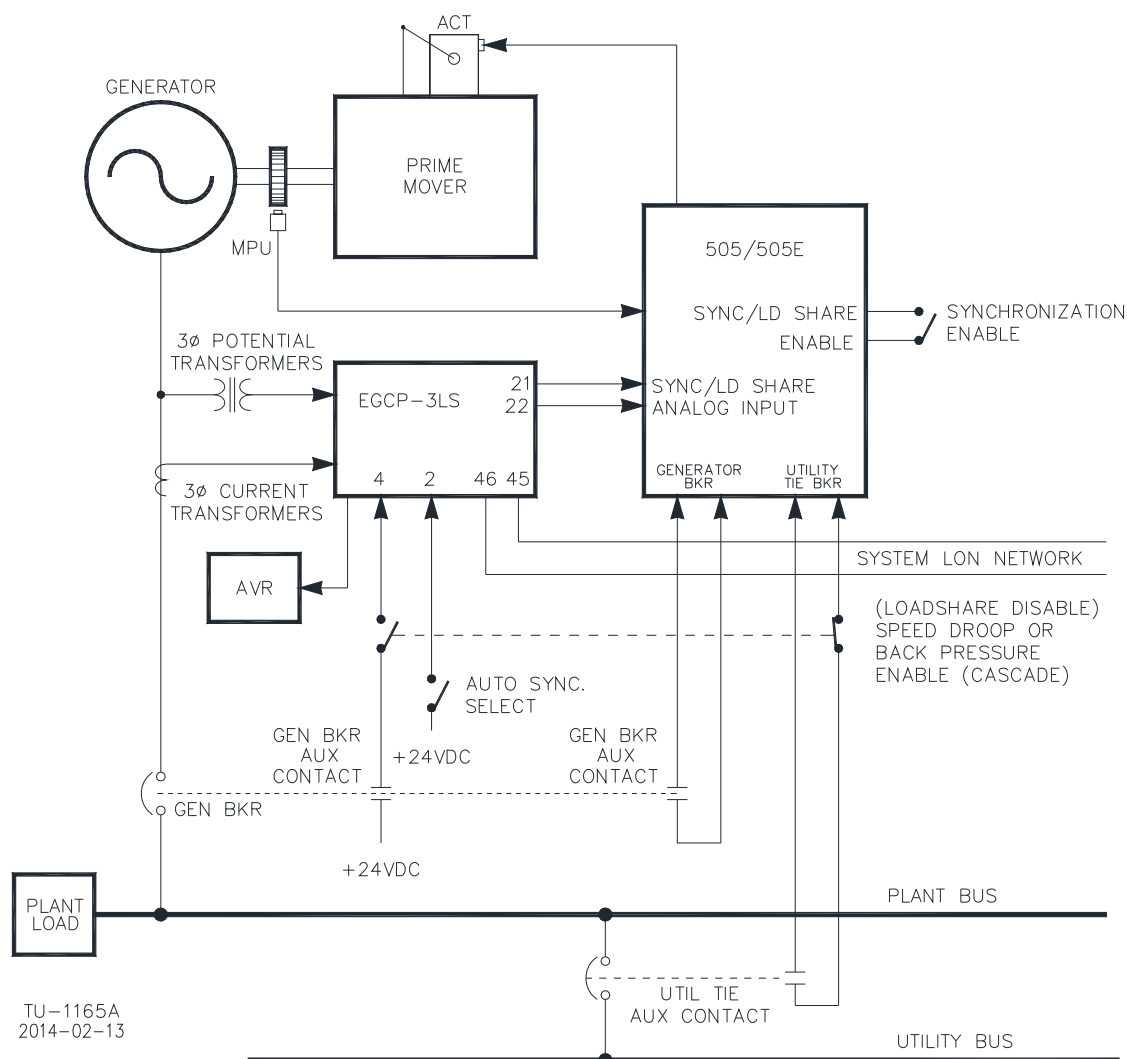 ACT
GENERATOR
PRIME
MOVER
MPU
505/505E
SYNC/LD SHARE
ENABLE
SYNCHRONIZATION
ENABLE
3ø POTENTIAL
TRANSFORMERS
EGCP-3LS
21
22
SYNC/LD SHARE
ANALOG INPUT
4
2
46
45
GENERATOR
BKR
UTILITY
TIE BKR
3ø CURRENT
TRANSFORMERS
AVR
SYSTEM LON NETWORK
(LOADSHARE DISABLE)
SPEED DROOP OR
BACK PRESSURE
ENABLE (CASCADE)
AUTO SYNC.
SELECT
+24VDC
GEN BKR
AUX
CONTACT
GEN BKR
AUX
CONTACT
GEN BKR
+24VDC
PLANT
LOAD
PLANT BUS
UTIL TIE
AUX CONTACT
TU-1165A
2014-02-13
UTILITY BUS